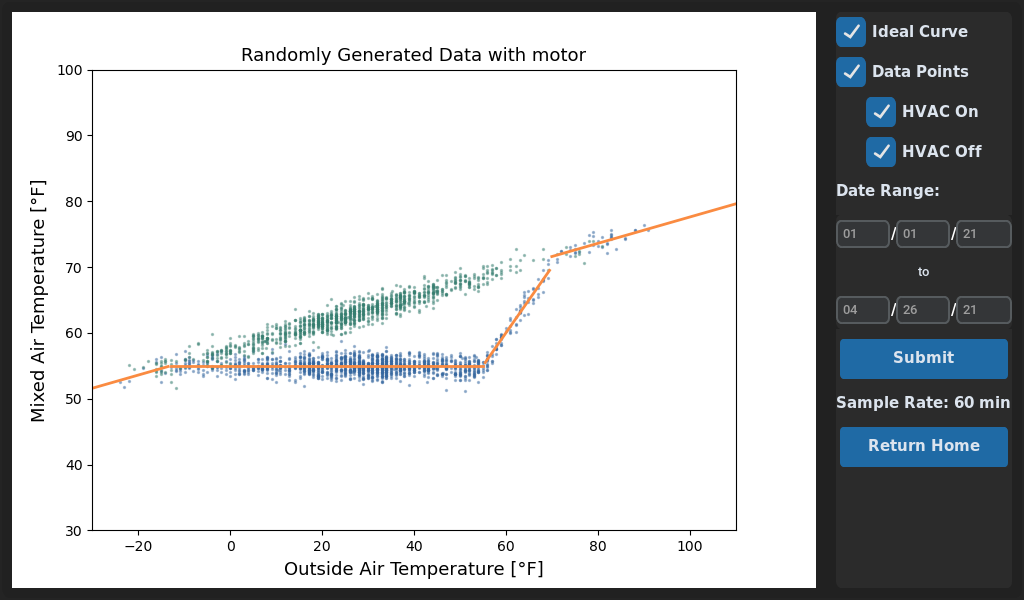 Randomly Generated Data with motor
100
90
80
70
60
50
40
30
Mixed Air Temperature [°F]
−20 0 20 40 60 80 100
Outside Air Temperature [°F]
Ideal Curve
Data Points
HVAC On
HVAC Off
Date Range:
01 / 01 / 21
to
04 / 26 / 21
Submit
Sample Rate: 60 min
Return Home